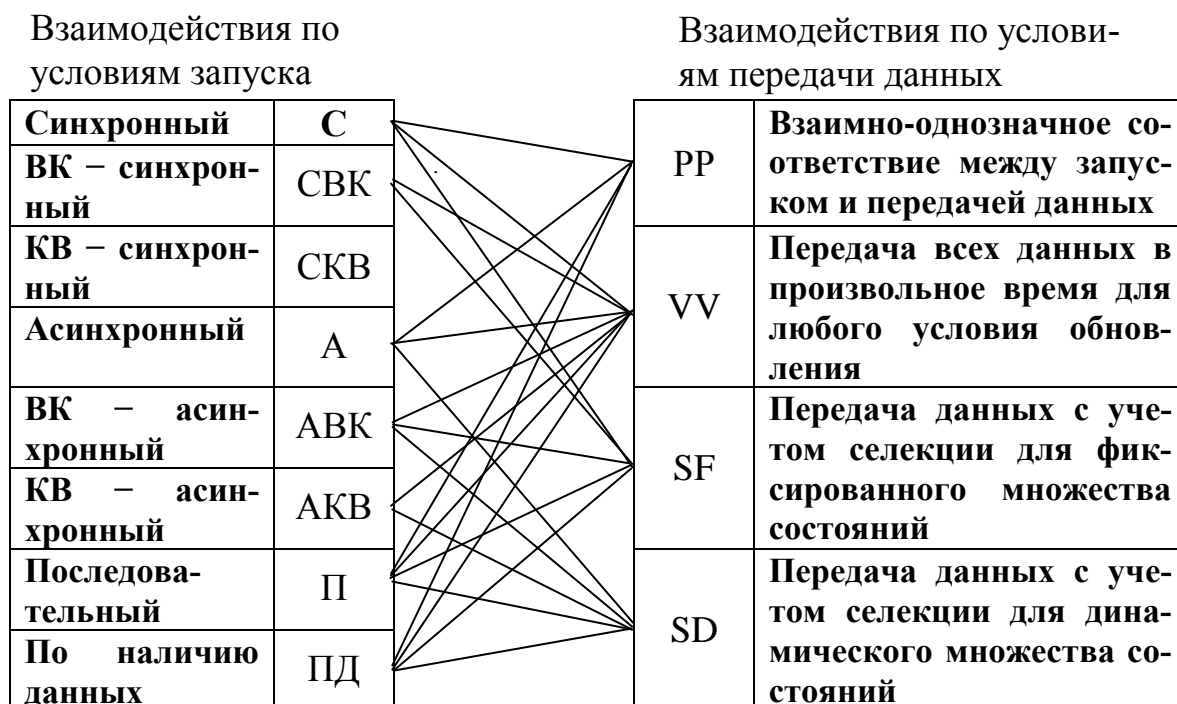 Взаимодействия по
условиям запуска
Взаимодействия по услови-
ям передачи данных
Синхронный
С
ВК − синхрон-
ный
СВК
КВ − синхрон-
ный
СКВ
Асинхронный
А
ВК − асин-
хронный
АВК
КВ − асин-
хронный
АКВ
Последова-
тельный
П
По наличию
данных
ПД
PP
Взаимно-однозначное со-
ответствие между запус-
ком и передачей данных
VV
Передача всех данных в
произвольное время для
любого условия обнов-
ления
SF
Передача данных с уче-
том селекции для фик-
сированного множества
состояний
SD
Передача данных с уче-
том селекции для дина-
мического множества со-
стояний